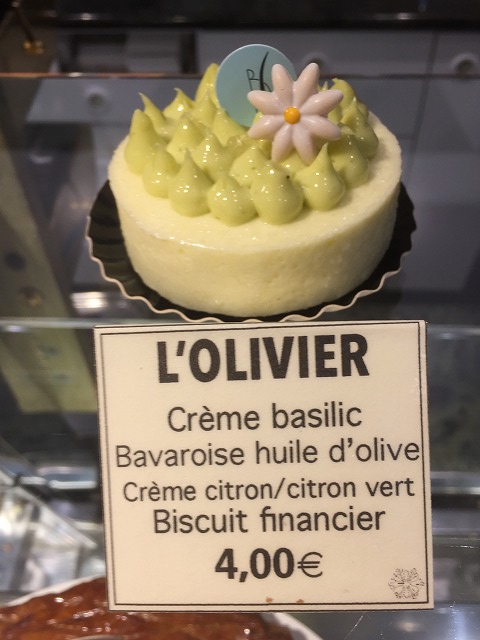 L'OLIVIER
Crème basilic
Bavaroise huile d'olive
Crème citron/citron vert
Biscuit financier
4,00€